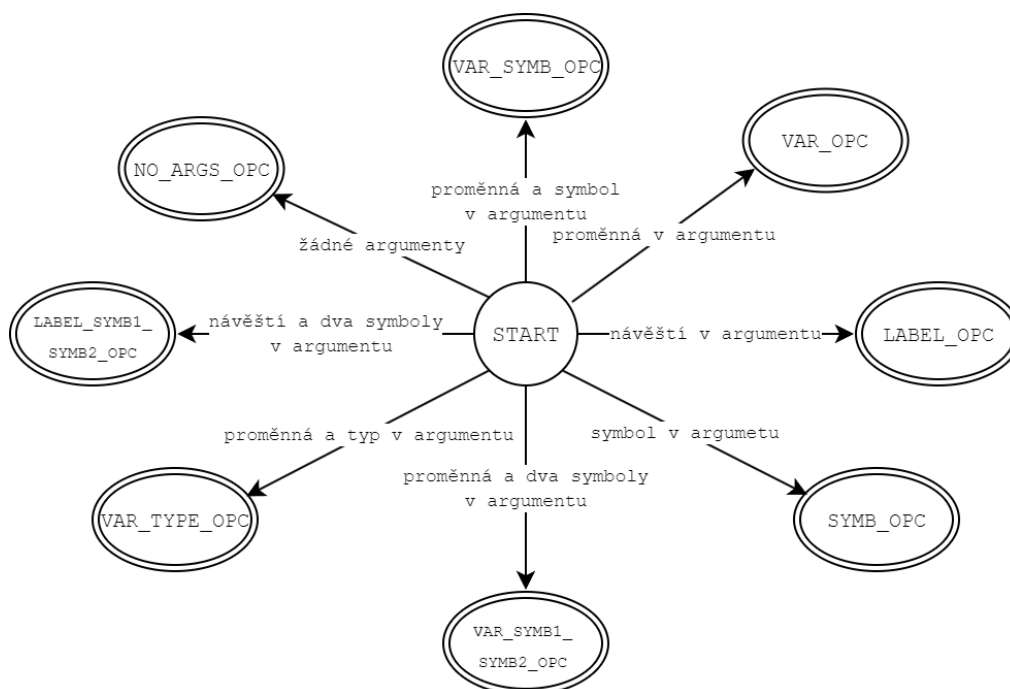 VAR_SYMB_OPC
VAR_OPC
NO_ARGS_OPC
proměnná a symbol
v argumentu
proměnná v argumentu
žádné argumenty
LABEL_SYMB1_
SYMB2_OPC
návěští a dva symboly
v argumentu
START
návěští v argumentu
LABEL_OPC
proměnná a typ v argumentu
symbol v argumetu
proměnná a dva symboly
v argumentu
VAR_TYPE_OPC
SYMB_OPC
VAR_SYMB1_
SYMB2_OPC